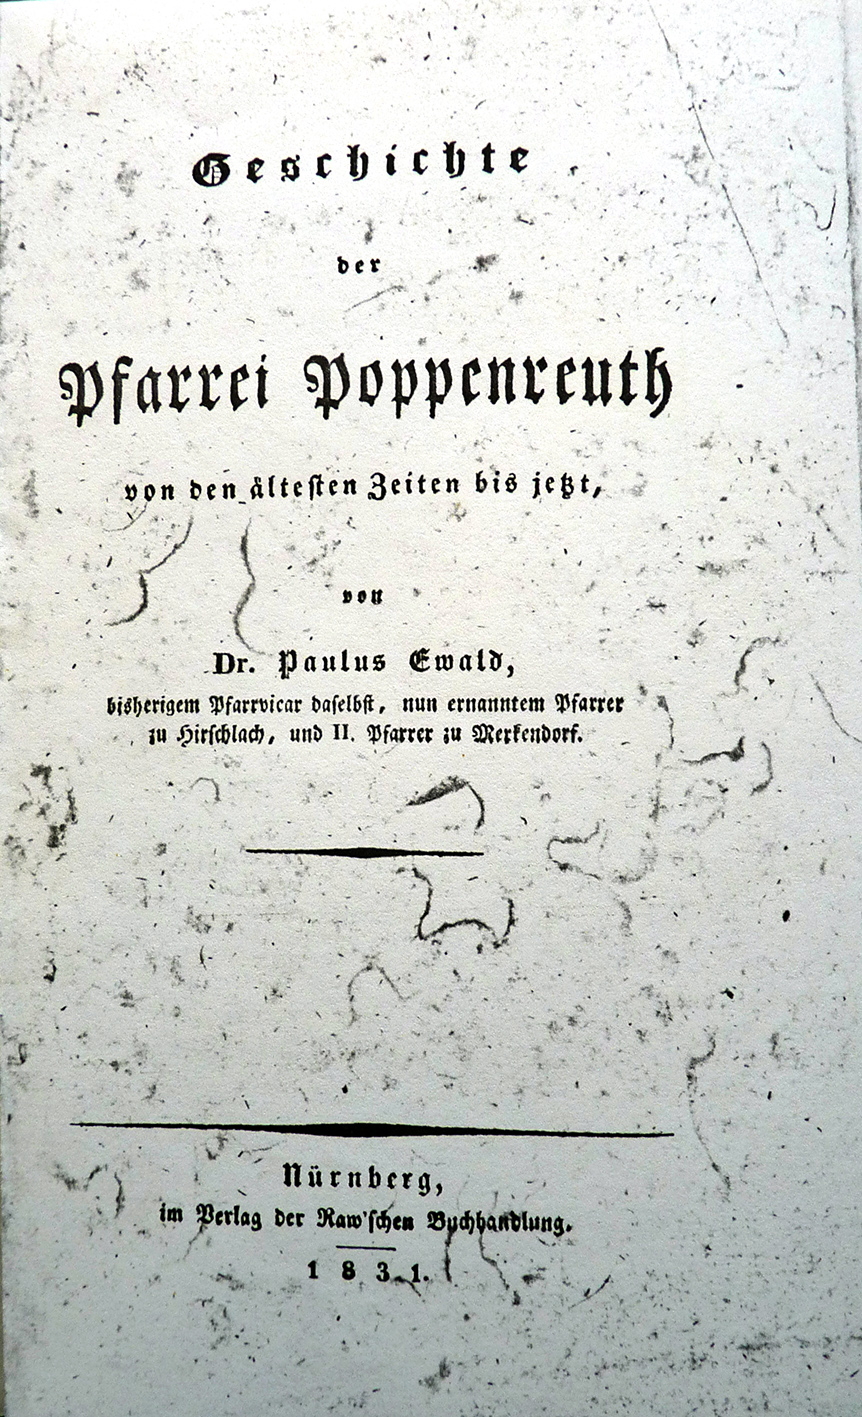 Geschichte
der
Pfarrei Poppenreuth
von den ältesten Zeiten bis jetzt,
von
Dr. Paulus Ewald,
bisherigem Pfarrvicar daselbst, nun ernanntem Pfarrer
zu Hirschlach, und II. Pfarrer zu Merkendorf.
Nürnberg,
im Verlag der Raw'schen Buchhandlung.
1831.